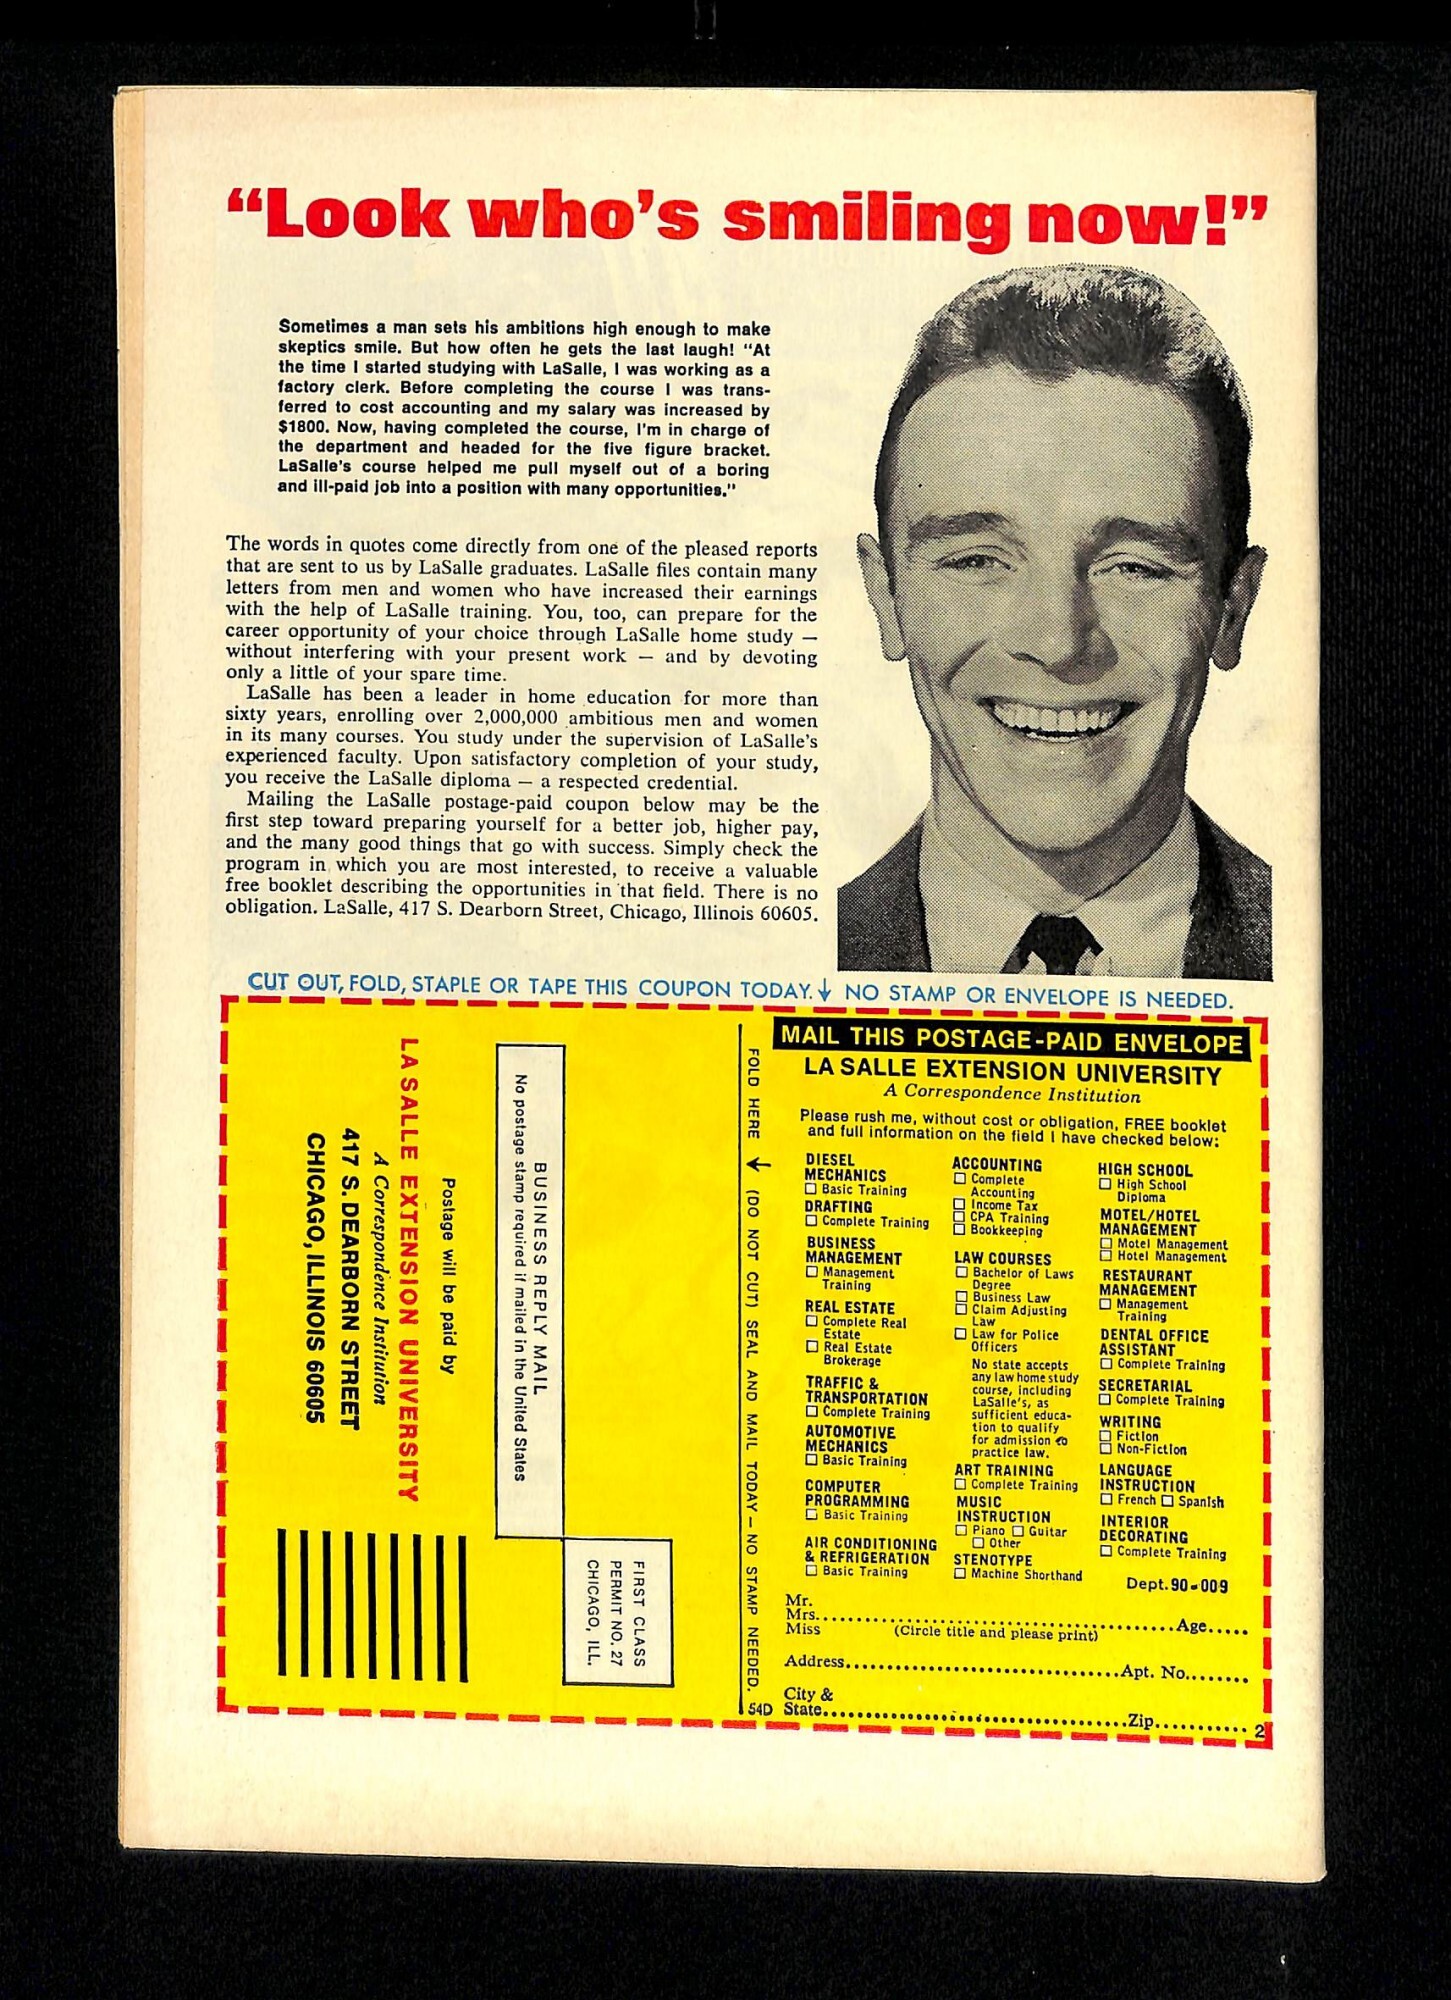 “Look who’s smiling now!”
Sometimes a man sets his ambitions high enough to make
skeptics smile. But how often he gets the last laugh! "At
the time I started studying with LaSalle, I was working as a
factory clerk. Before completing the course I was trans-
ferred to cost accounting and my salary was increased by
$1800. Now, having completed the course, I'm in charge of
the department and headed for the five figure bracket.
LaSalle's course helped me pull myself out of a boring
and ill-paid job into a position with many opportunities."
The words in quotes come directly from one of the pleased reports
that are sent to us by LaSalle graduates. LaSalle files contain many
letters from men and women who have increased their earnings
with the help of LaSalle training. You, too, can prepare for the
career opportunity of your choice through LaSalle home study —
without interfering with your present work — and by devoting
only a little of your spare time.
LaSalle has been a leader in home education for more than
sixty years, enrolling over 2,000,000 ambitious men and women
in its many courses. You study under the supervision of LaSalle's
experienced faculty. Upon satisfactory completion of your study,
you receive the LaSalle diploma — a respected credential.
Mailing the LaSalle postage-paid coupon below may be the
first step toward preparing yourself for a better job, higher pay,
and the many good things that go with success. Simply check the
program in which you are most interested, to receive a valuable
free booklet describing the opportunities in that field. There is no
obligation. LaSalle, 417 S. Dearborn Street, Chicago, Illinois 60605.
CUT OUT, FOLD, STAPLE OR TAPE THIS COUPON TODAY.↓ NO STAMP OR ENVELOPE IS NEEDED.
BUSINESS REPLY MAIL
No postage stamp required if mailed in the United States
FIRST CLASS
PERMIT NO. 27
CHICAGO, ILL.
Postage will be paid by
LA SALLE EXTENSION UNIVERSITY
A Correspondence Institution
417 S. DEARBORN STREET
CHICAGO, ILLINOIS 60605
FOLD HERE ↓ (DO NOT CUT) SEAL AND MAIL TODAY — NO STAMP NEEDED.
MAIL THIS POSTAGE-PAID ENVELOPE
LA SALLE EXTENSION UNIVERSITY
A Correspondence Institution
Please rush me, without cost or obligation, FREE booklet
and full information on the field I have checked below:
DIESEL
MECHANICS
☐ Basic Training
DRAFTING
☐ Complete Training
BUSINESS
MANAGEMENT
☐ Management
Training
REAL ESTATE
☐ Complete Real
Estate
☐ Real Estate
Brokerage
TRAFFIC &
TRANSPORTATION
☐ Complete Training
AUTOMOTIVE
MECHANICS
☐ Basic Training
COMPUTER
PROGRAMMING
☐ Basic Training
AIR CONDITIONING
& REFRIGERATION
☐ Basic Training
ACCOUNTING
☐ Complete
Accounting
☐ Income Tax
☐ CPA Training
☐ Bookkeeping
LAW COURSES
☐ Bachelor of Laws
Degree
☐ Business Law
☐ Claim Adjusting
Law
☐ Law for Police
Officers
No state accepts
any law home study
course, including
LaSalle's, as
sufficient educa-
tion to qualify
for admission to
practice law.
ART TRAINING
☐ Complete Training
MUSIC
INSTRUCTION
☐ Piano ☐ Guitar
☐ Other
STENOTYPE
☐ Machine Shorthand
HIGH SCHOOL
☐ High School
Diploma
MOTEL/HOTEL
MANAGEMENT
☐ Motel Management
☐ Hotel Management
RESTAURANT
MANAGEMENT
☐ Management
Training
DENTAL OFFICE
ASSISTANT
☐ Complete Training
SECRETARIAL
☐ Complete Training
WRITING
☐ Fiction
☐ Non-Fiction
LANGUAGE
INSTRUCTION
☐ French ☐ Spanish
INTERIOR
DECORATING
☐ Complete Training
Dept. 90-009
Mr.
Mrs. Age
Miss (Circle title and please print)
Address Apt. No.
City &
54D State Zip
2